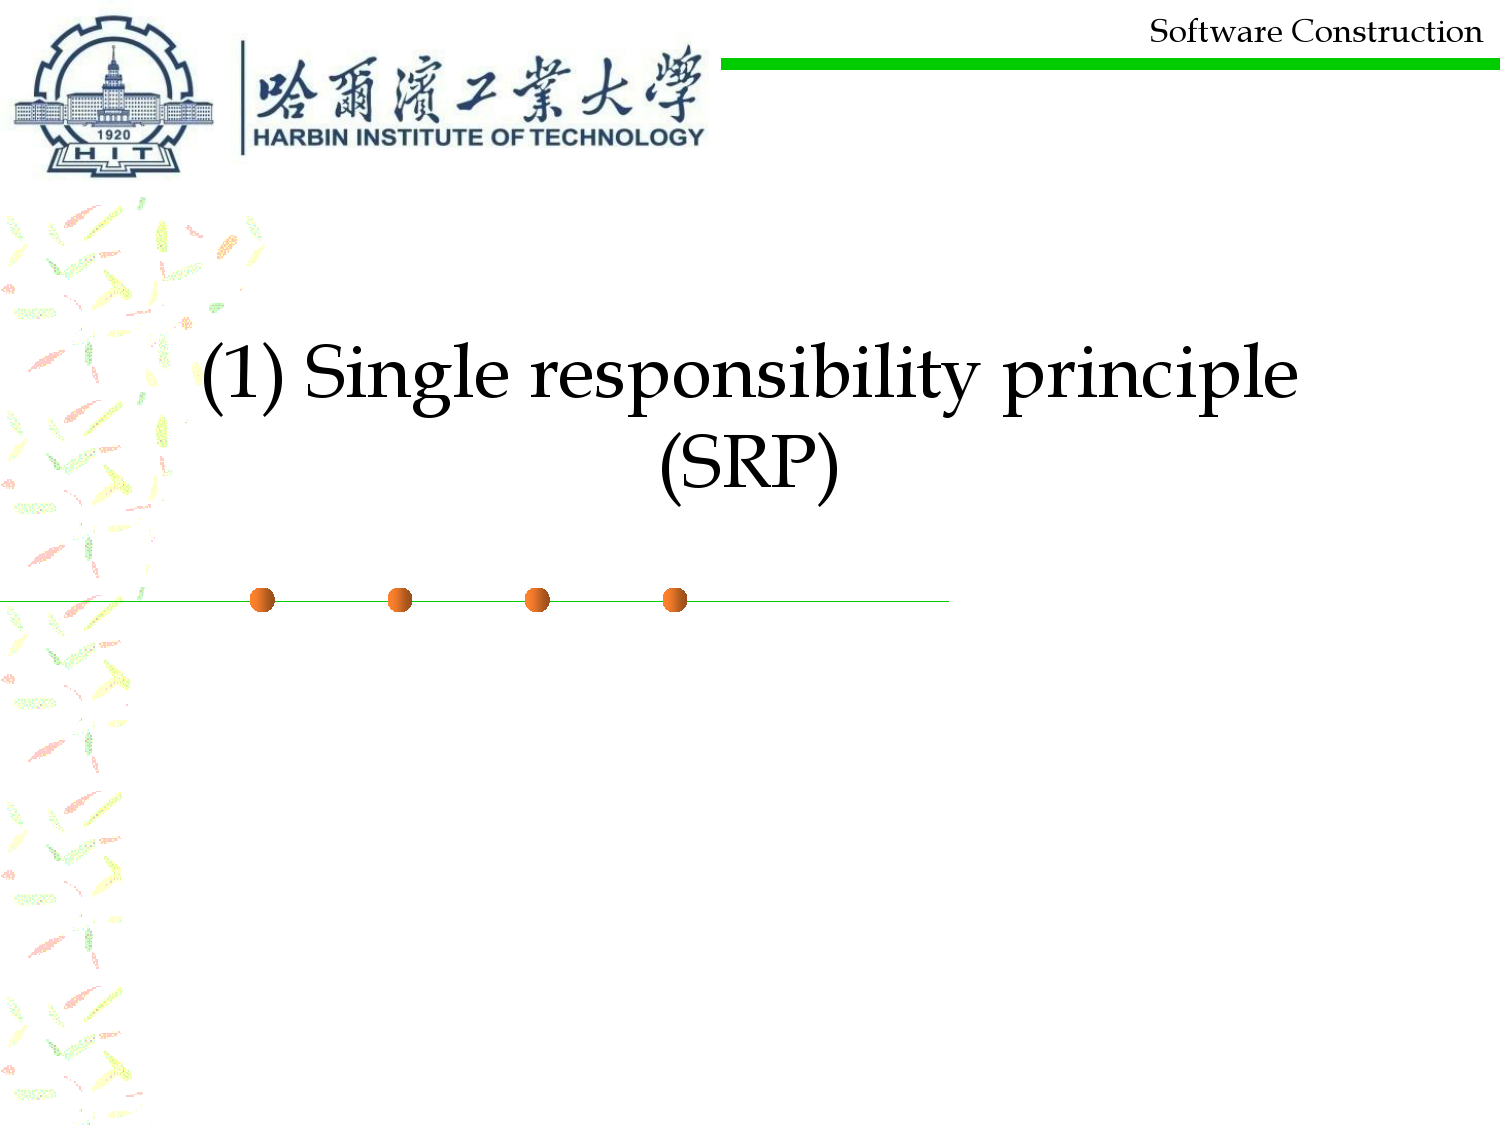 Software Construction
哈爾濱工業大學
HARBIN INSTITUTE OF TECHNOLOGY
1920
HIT
(1) Single responsibility principle
(SRP)